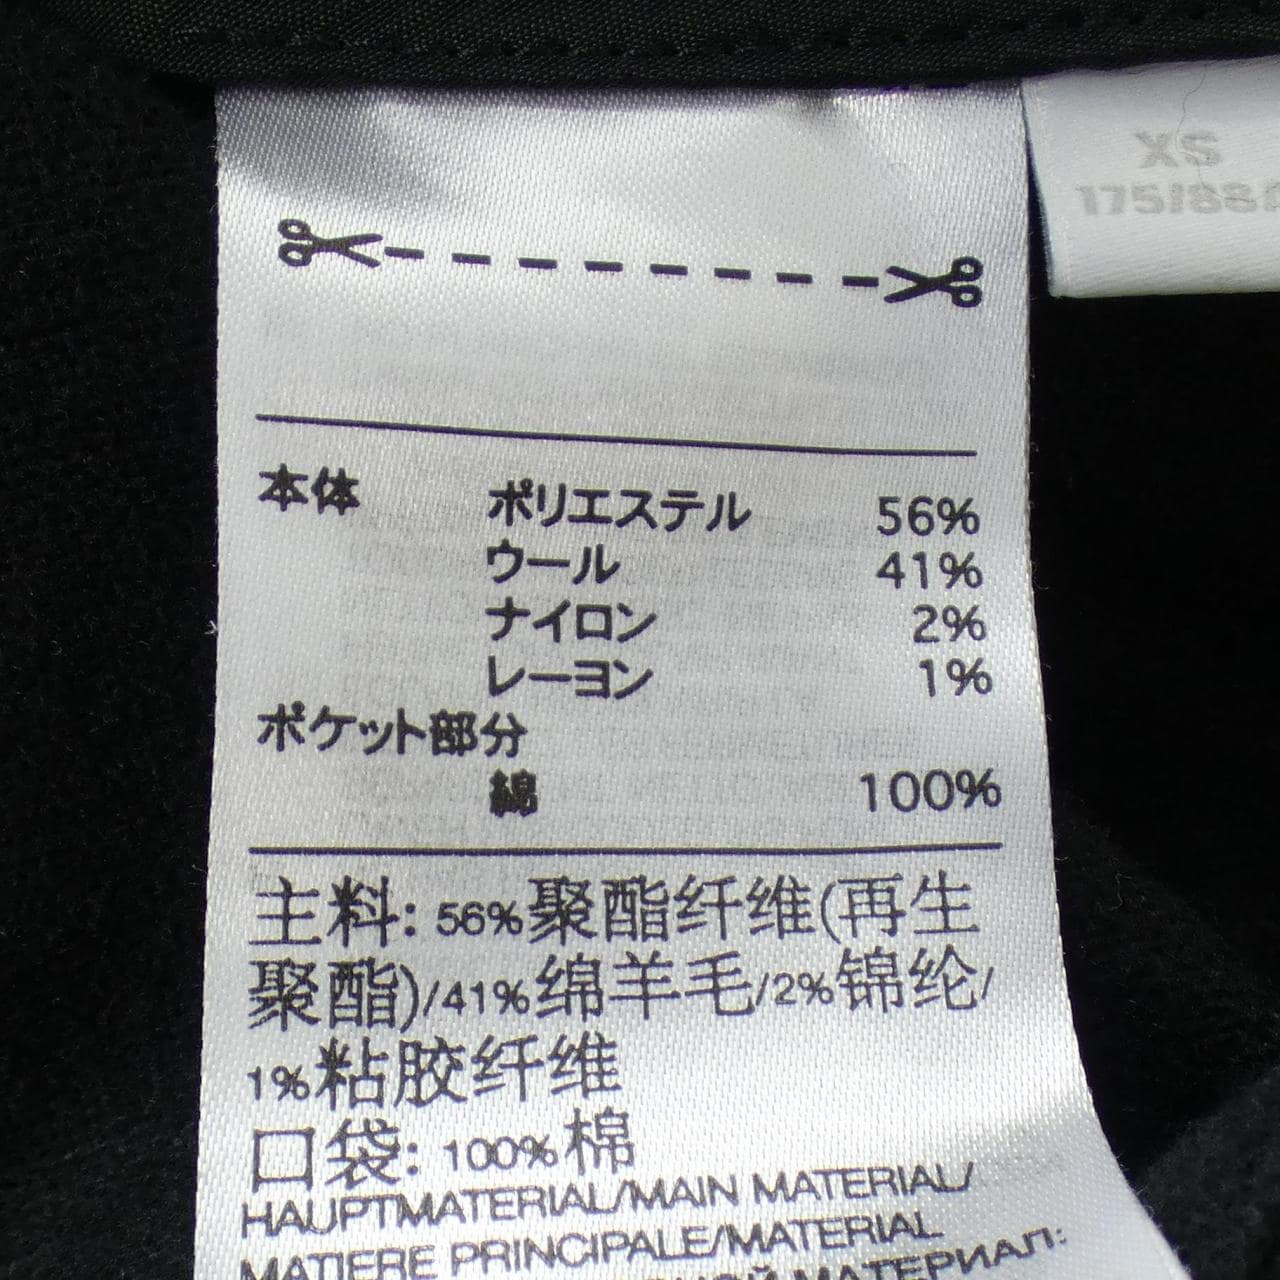 XS
本体 ポリエステル 56%
ウール 41%
ナイロン 2%
レーヨン 1%
ポケット部分
綿 100%
主料: 56%聚酯纤维(再生
聚酯)/41%绵羊毛/2%锦纶/
1%粘胶纤维
口袋: 100%棉
HAUPTMATERIAL/MAIN MATERIAL/
MATIERE PRINCIPALE/MATERIAL
МАТЕРИАЛ: